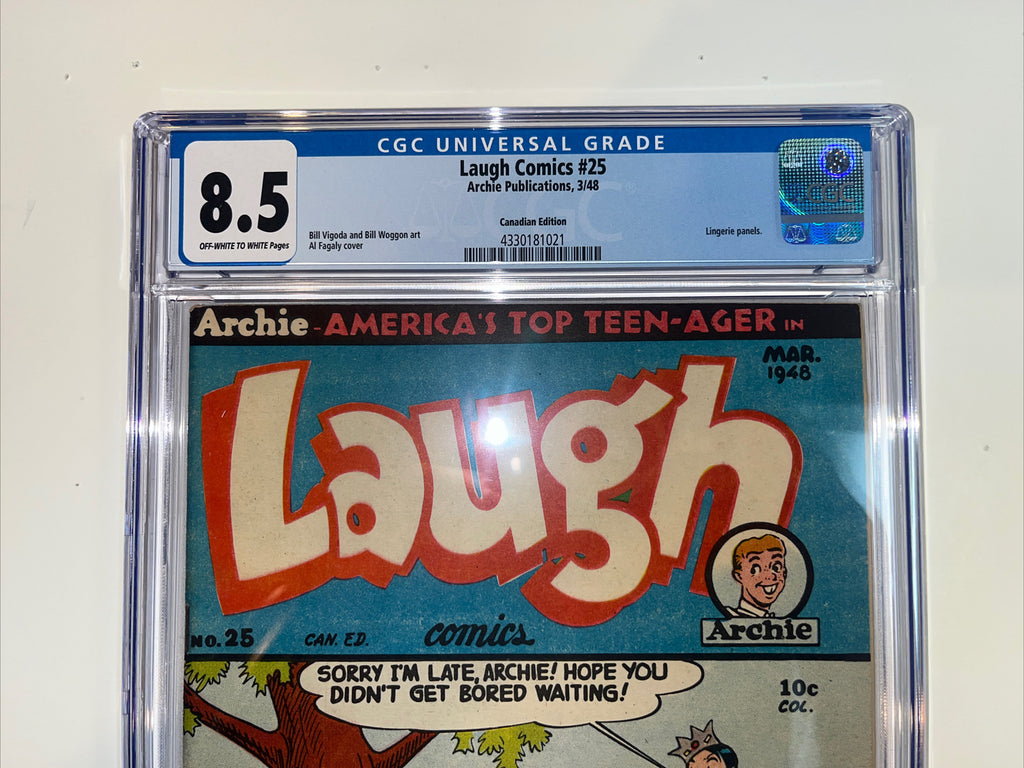 CGC UNIVERSAL GRADE
8.5
OFF-WHITE TO WHITE Pages
Laugh Comics #25
Archie Publications, 3/48
Canadian Edition
4330181021
Bill Vigoda and Bill Woggon art
Al Fagaly cover
Lingerie panels.
CGC
CGC
Archie - AMERICA'S TOP TEEN-AGER IN
MAR.
1948
Laugh
comics
NO. 25
CAN. ED.
Archie
SORRY I'M LATE, ARCHIE! HOPE YOU
DIDN'T GET BORED WAITING!
10c
COL.